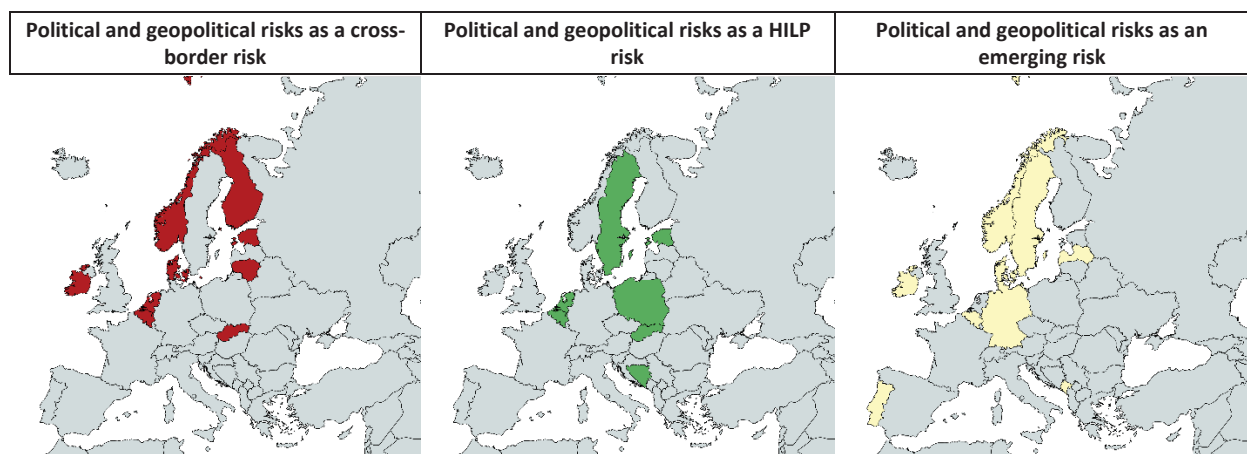 Political and geopolitical risks as a cross-
border risk
Political and geopolitical risks as a HILP
risk
Political and geopolitical risks as an
emerging risk